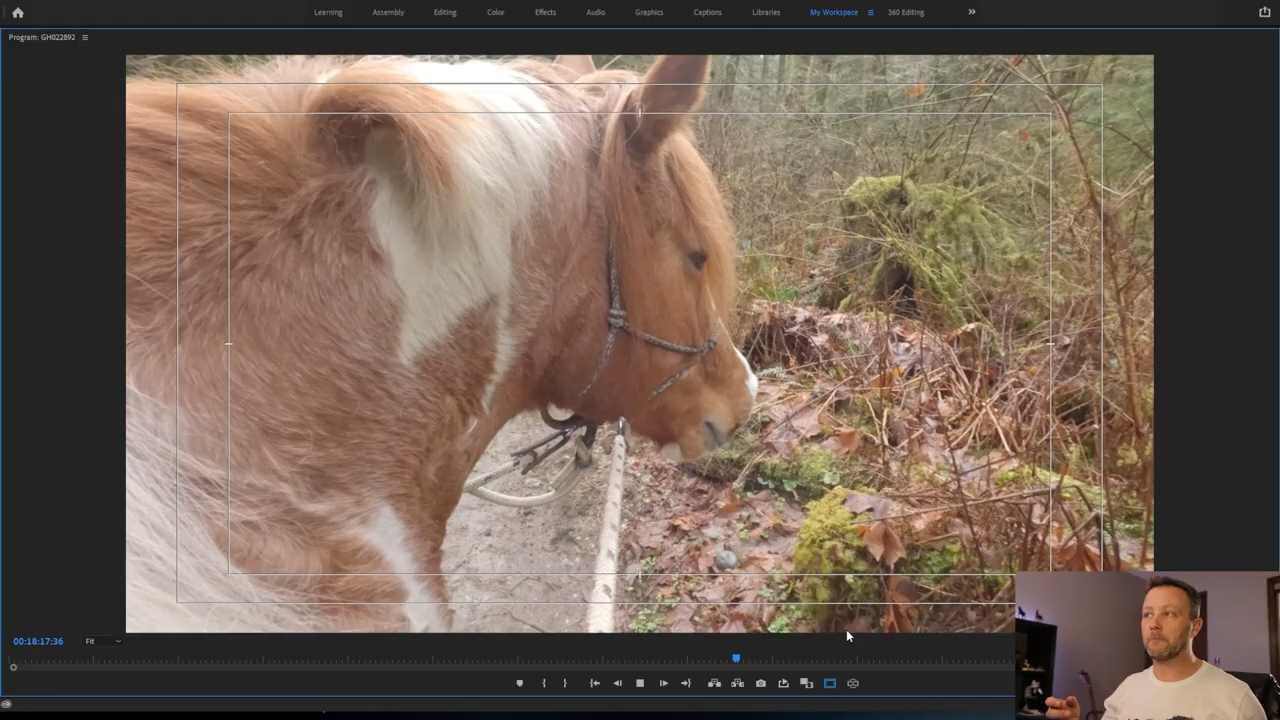 Learning Assembly Editing Color Effects Audio Graphics Captions Libraries My Workspace 360 Editing
Program: GH022892
00:18:17:36 Fit